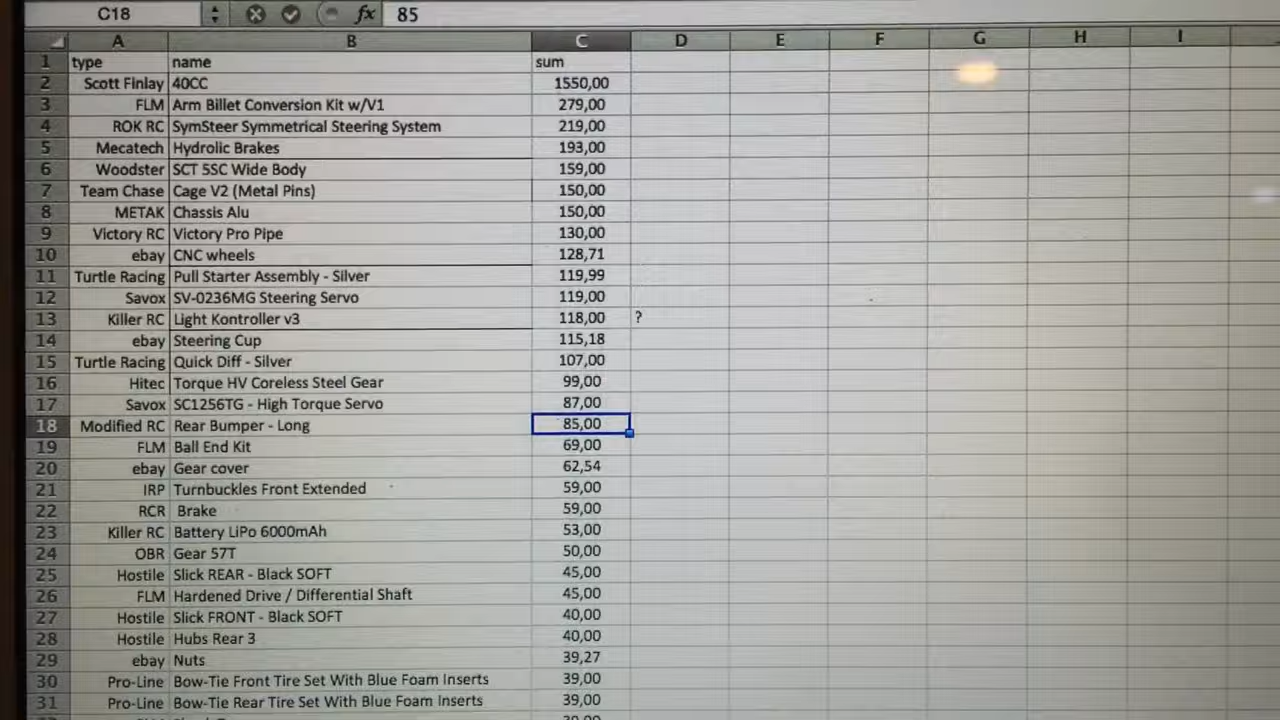 C18 fx 85
A B C D E F G H I
1 type name sum
2 Scott Finlay 40CC 1550,00
3 FLM Arm Billet Conversion Kit w/V1 279,00
4 ROK RC SymSteer Symmetrical Steering System 219,00
5 Mecatech Hydrolic Brakes 193,00
6 Woodster SCT 5SC Wide Body 159,00
7 Team Chase Cage V2 (Metal Pins) 150,00
8 METAK Chassis Alu 150,00
9 Victory RC Victory Pro Pipe 130,00
10 ebay CNC wheels 128,71
11 Turtle Racing Pull Starter Assembly - Silver 119,99
12 Savox SV-0236MG Steering Servo 119,00
13 Killer RC Light Kontroller v3 118,00 ?
14 ebay Steering Cup 115,18
15 Turtle Racing Quick Diff - Silver 107,00
16 Hitec Torque HV Coreless Steel Gear 99,00
17 Savox SC1256TG - High Torque Servo 87,00
18 Modified RC Rear Bumper - Long 85,00
19 FLM Ball End Kit 69,00
20 ebay Gear cover 62,54
21 IRP Turnbuckles Front Extended 59,00
22 RCR Brake 59,00
23 Killer RC Battery LiPo 6000mAh 53,00
24 OBR Gear 57T 50,00
25 Hostile Slick REAR - Black SOFT 45,00
26 FLM Hardened Drive / Differential Shaft 45,00
27 Hostile Slick FRONT - Black SOFT 40,00
28 Hostile Hubs Rear 3 40,00
29 ebay Nuts 39,27
30 Pro-Line Bow-Tie Front Tire Set With Blue Foam Inserts 39,00
31 Pro-Line Bow-Tie Rear Tire Set With Blue Foam Inserts 39,00